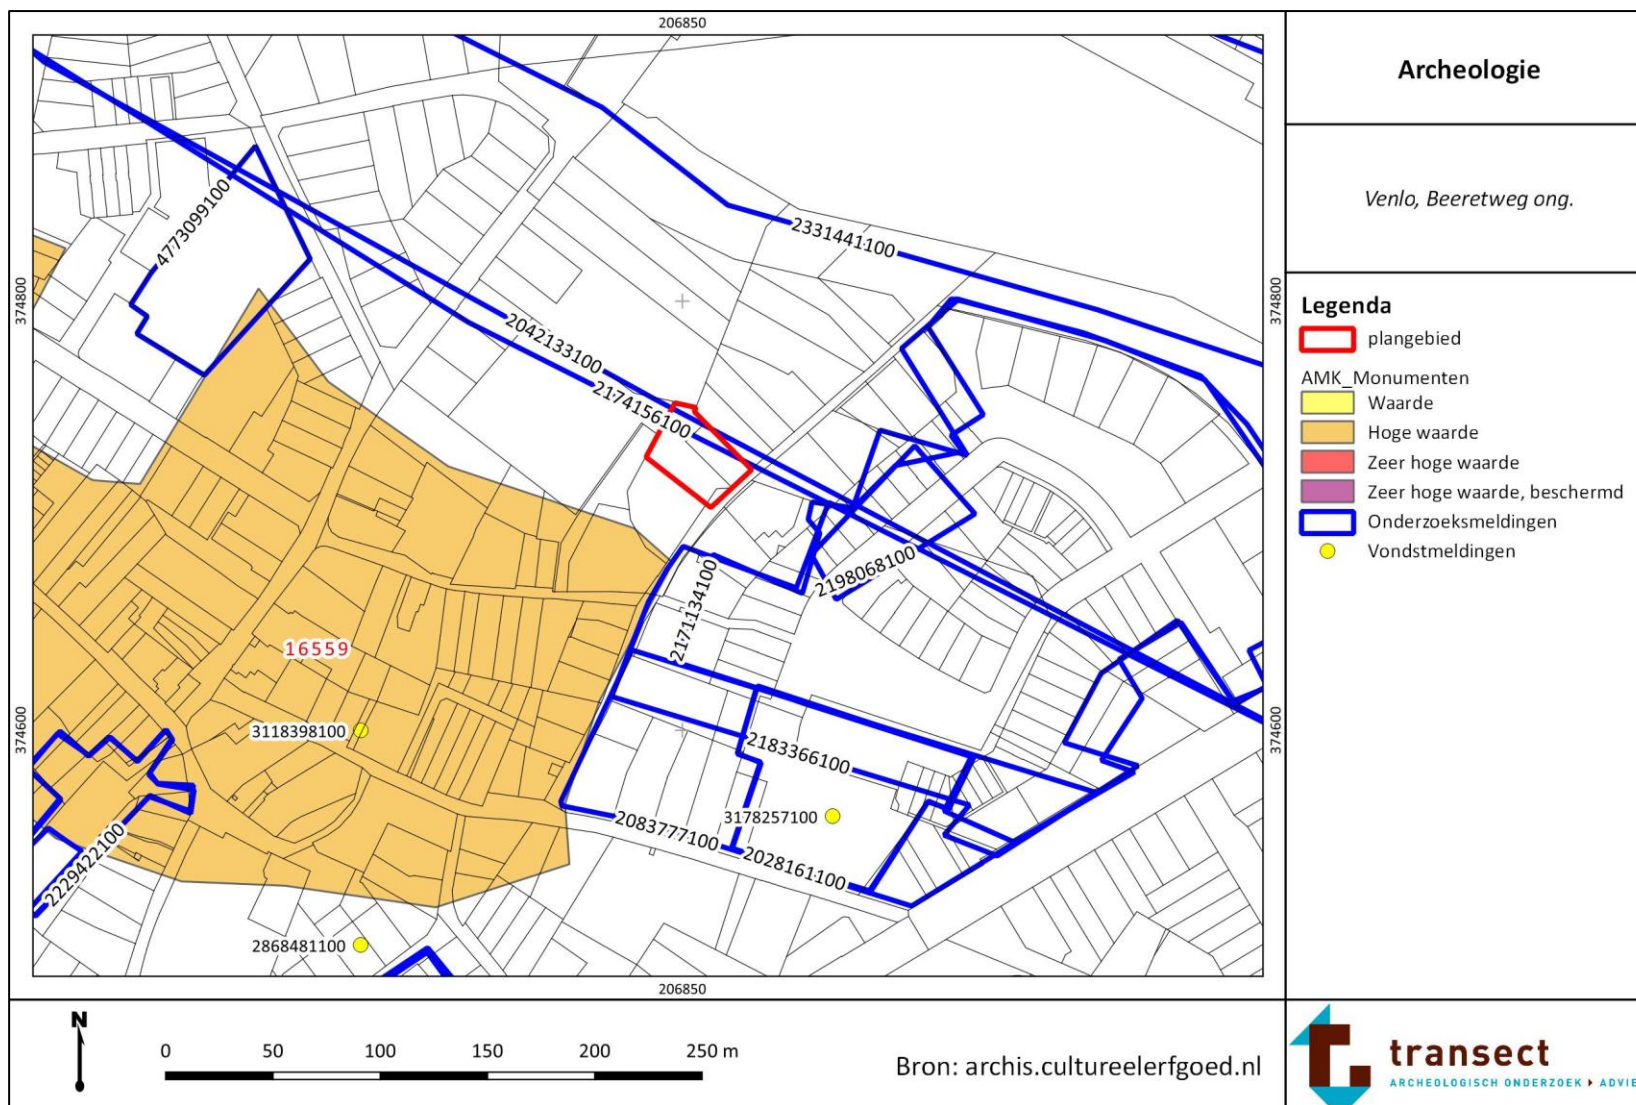 206850
Archeologie
Venlo, Beeretweg ong.
374800
374800
Legenda
plangebied
AMK_Monumenten
Waarde
Hoge waarde
Zeer hoge waarde
Zeer hoge waarde, beschermd
Onderzoeksmeldingen
Vondstmeldingen
4773099100
2331441100
2042133100
2174156100
2198068100
2171134100
16559
3118398100
374600
374600
2183366100
3178257100
2083777100
2028161100
2229422100
2868481100
206850
N
0 50 100 150 200 250 m
Bron: archis.cultureelerfgoed.nl
transect
ARCHEOLOGISCH ONDERZOEK ▸ ADVIE